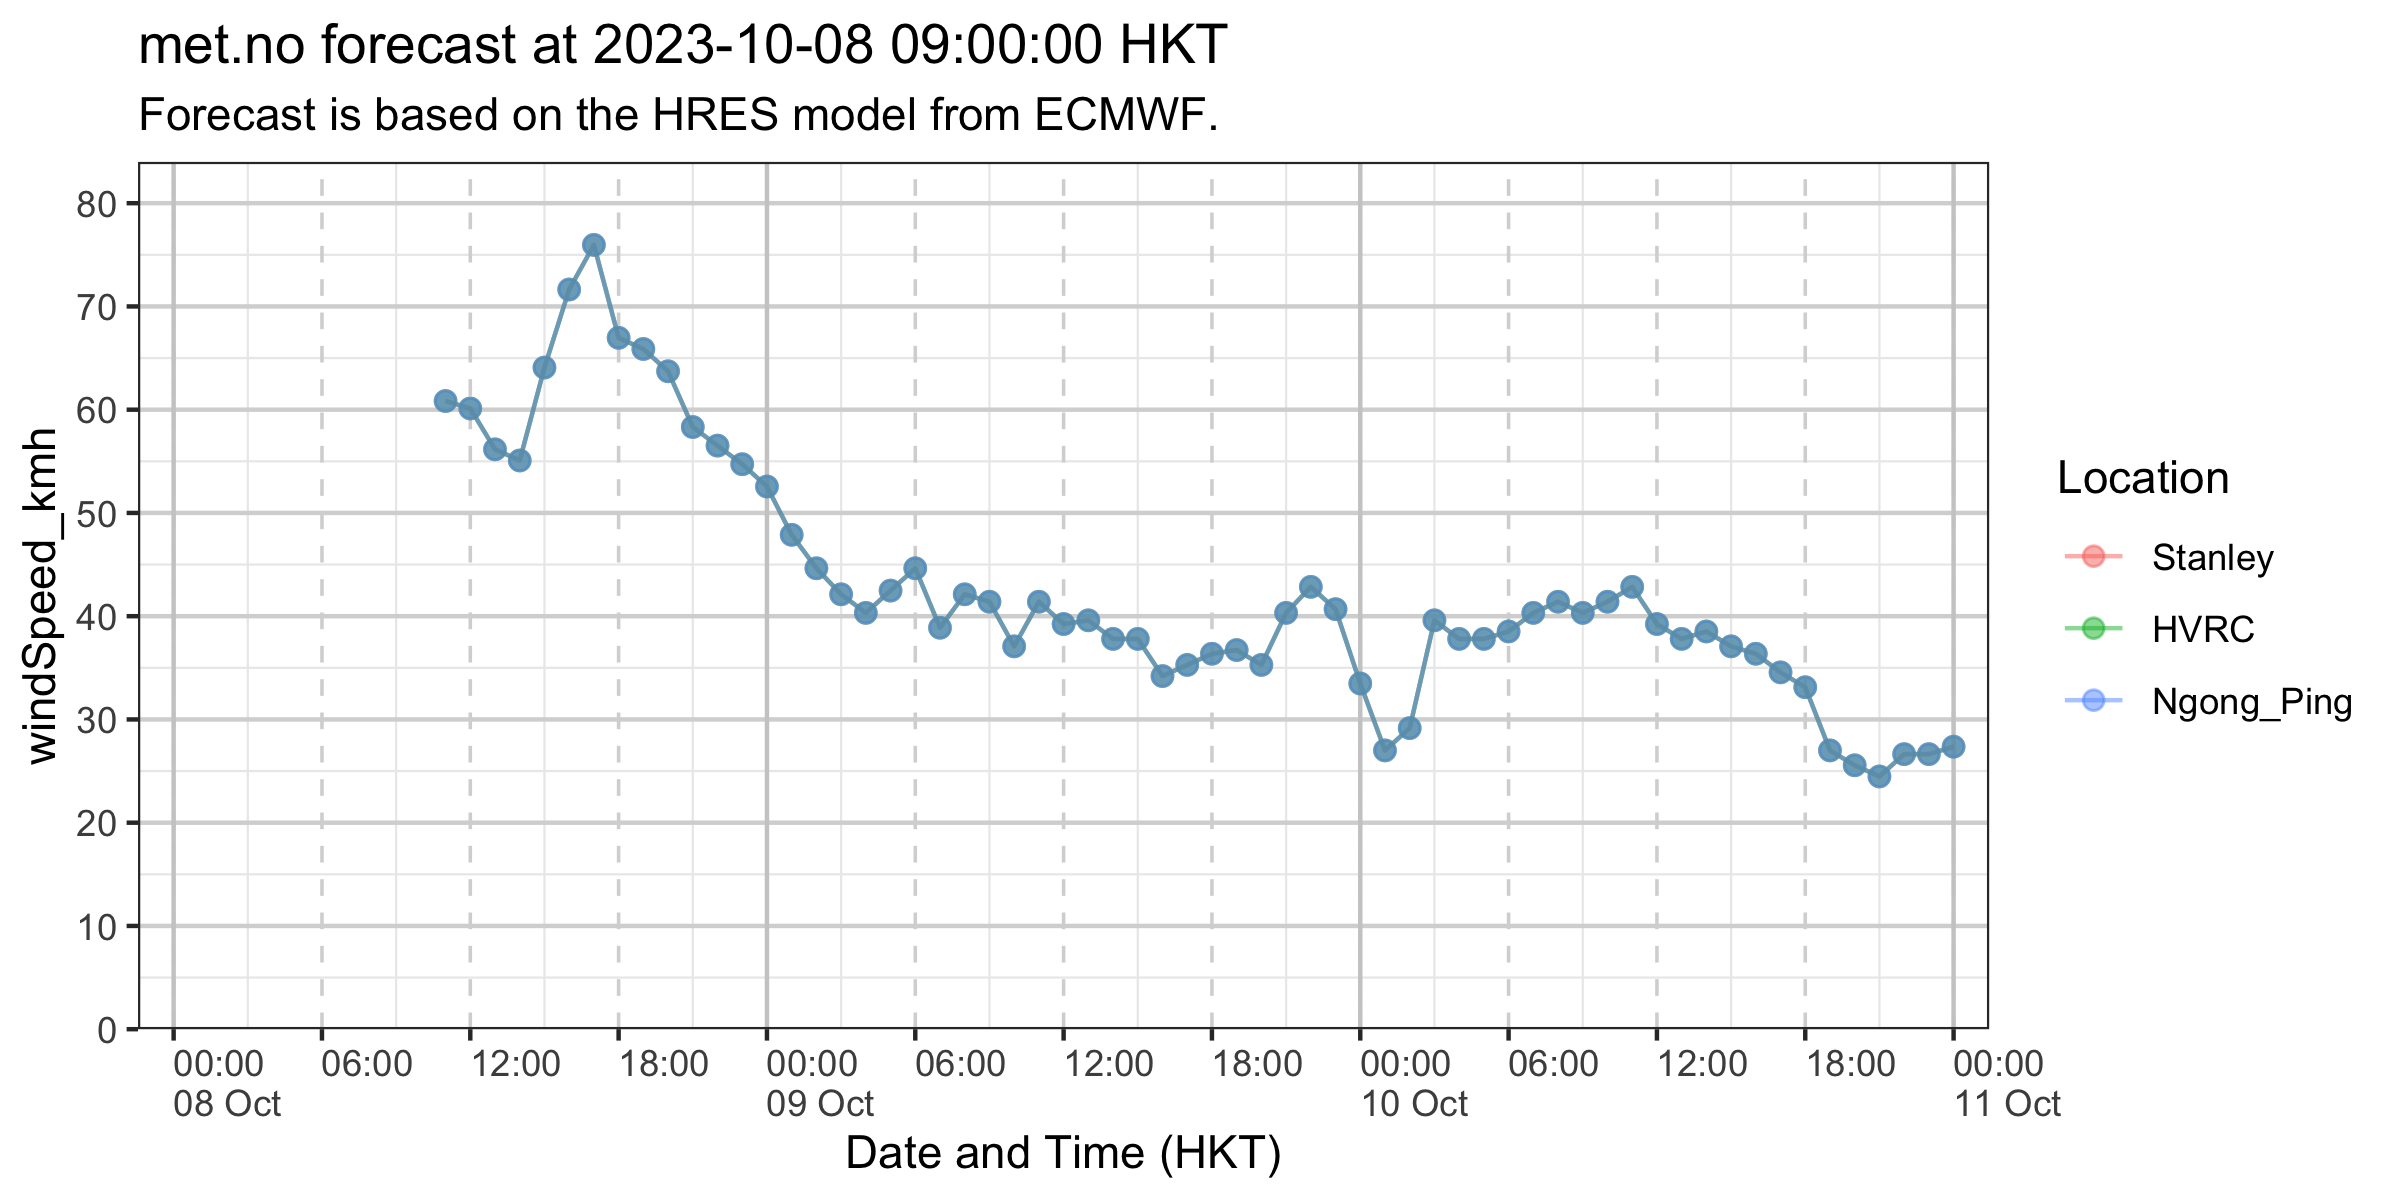 met.no forecast at 2023-10-08 09:00:00 HKT
Forecast is based on the HRES model from ECMWF.
windSpeed_kmh
80
70
60
50
40
30
20
10
0
00:00 06:00 12:00 18:00 00:00 06:00 12:00 18:00 00:00 06:00 12:00 18:00 00:00
08 Oct 09 Oct 10 Oct 11 Oct
Date and Time (HKT)
Location
Stanley
HVRC
Ngong_Ping